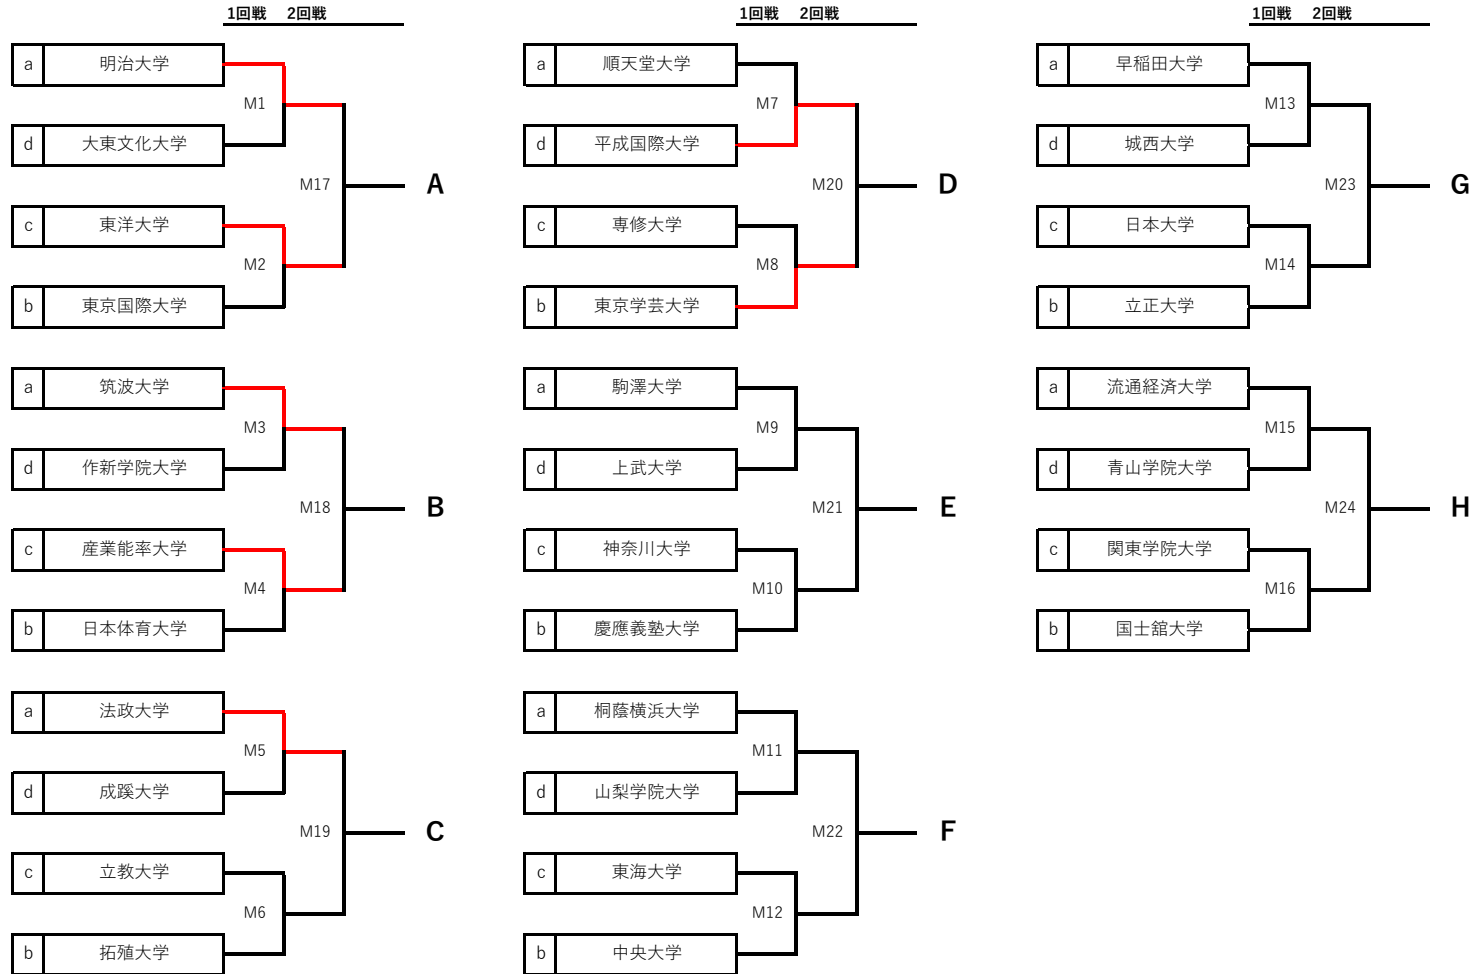 1回戦 2回戦
a 明治大学
M1
d 大東文化大学
M17 A
c 東洋大学
M2
b 東京国際大学
a 筑波大学
M3
d 作新学院大学
M18 B
c 産業能率大学
M4
b 日本体育大学
a 法政大学
M5
d 成蹊大学
M19 C
c 立教大学
M6
b 拓殖大学
1回戦 2回戦
a 順天堂大学
M7
d 平成国際大学
M20 D
c 専修大学
M8
b 東京学芸大学
a 駒澤大学
M9
d 上武大学
M21 E
c 神奈川大学
M10
b 慶應義塾大学
a 桐蔭横浜大学
M11
d 山梨学院大学
M22 F
c 東海大学
M12
b 中央大学
1回戦 2回戦
a 早稲田大学
M13
d 城西大学
M23 G
c 日本大学
M14
b 立正大学
a 流通経済大学
M15
d 青山学院大学
M24 H
c 関東学院大学
M16
b 国士舘大学